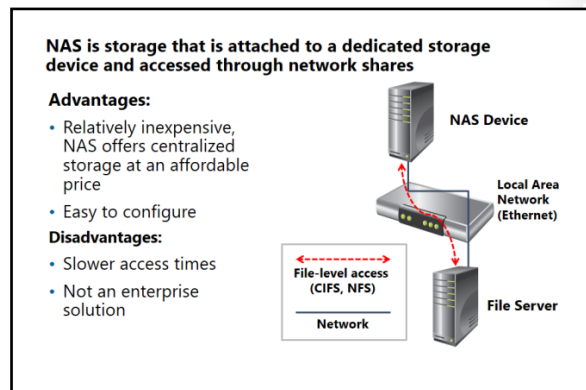 NAS is storage that is attached to a dedicated storage
device and accessed through network shares
Advantages:
• Relatively inexpensive,
NAS offers centralized
storage at an affordable
price
• Easy to configure
Disadvantages:
• Slower access times
• Not an enterprise
solution
NAS Device
Local Area
Network
(Ethernet)
File-level access
(CIFS, NFS)
Network
File Server